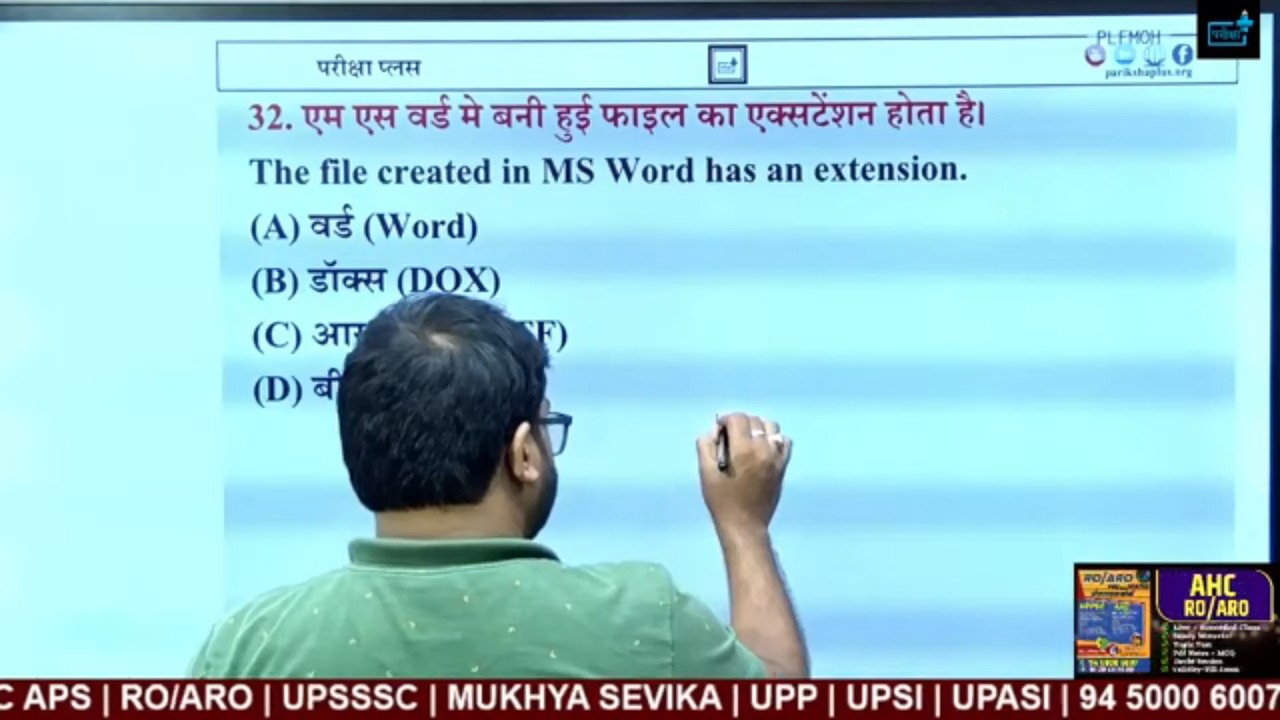 परीक्षा प्लस
PLFMOH
parikshaplus.org
परीक्षा
32. एम एस वर्ड मे बनी हुई फाइल का एक्सटेंशन होता है।
The file created in MS Word has an extension.
(A) वर्ड (Word)
(B) डॉक्स (DOX)
(C)
(D)
RO/ARO
AHC
RO/ARO
C APS | RO/ARO | UPSSSC | MUKHYA SEVIKA | UPP | UPSI | UPASI | 94 5000 6007